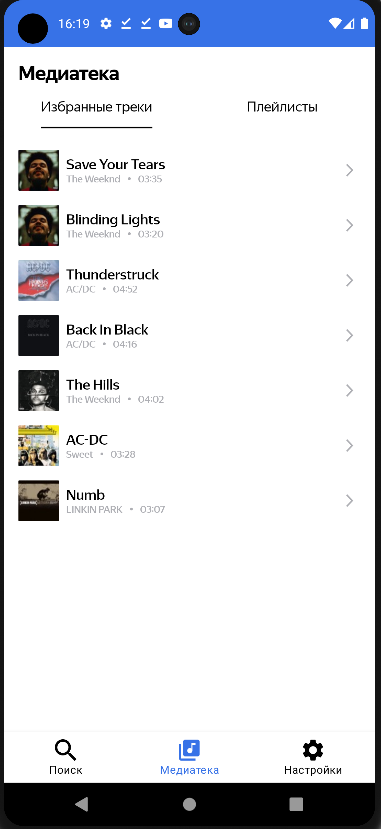 16:19
Медиатека
Избранные треки
Плейлисты
Save Your Tears
The Weeknd • 03:35
Blinding Lights
The Weeknd • 03:20
Thunderstruck
AC/DC • 04:52
Back In Black
AC/DC • 04:16
The Hills
The Weeknd • 04:02
AC-DC
Sweet • 03:28
Numb
LINKIN PARK • 03:07
Поиск
Медиатека
Настройки